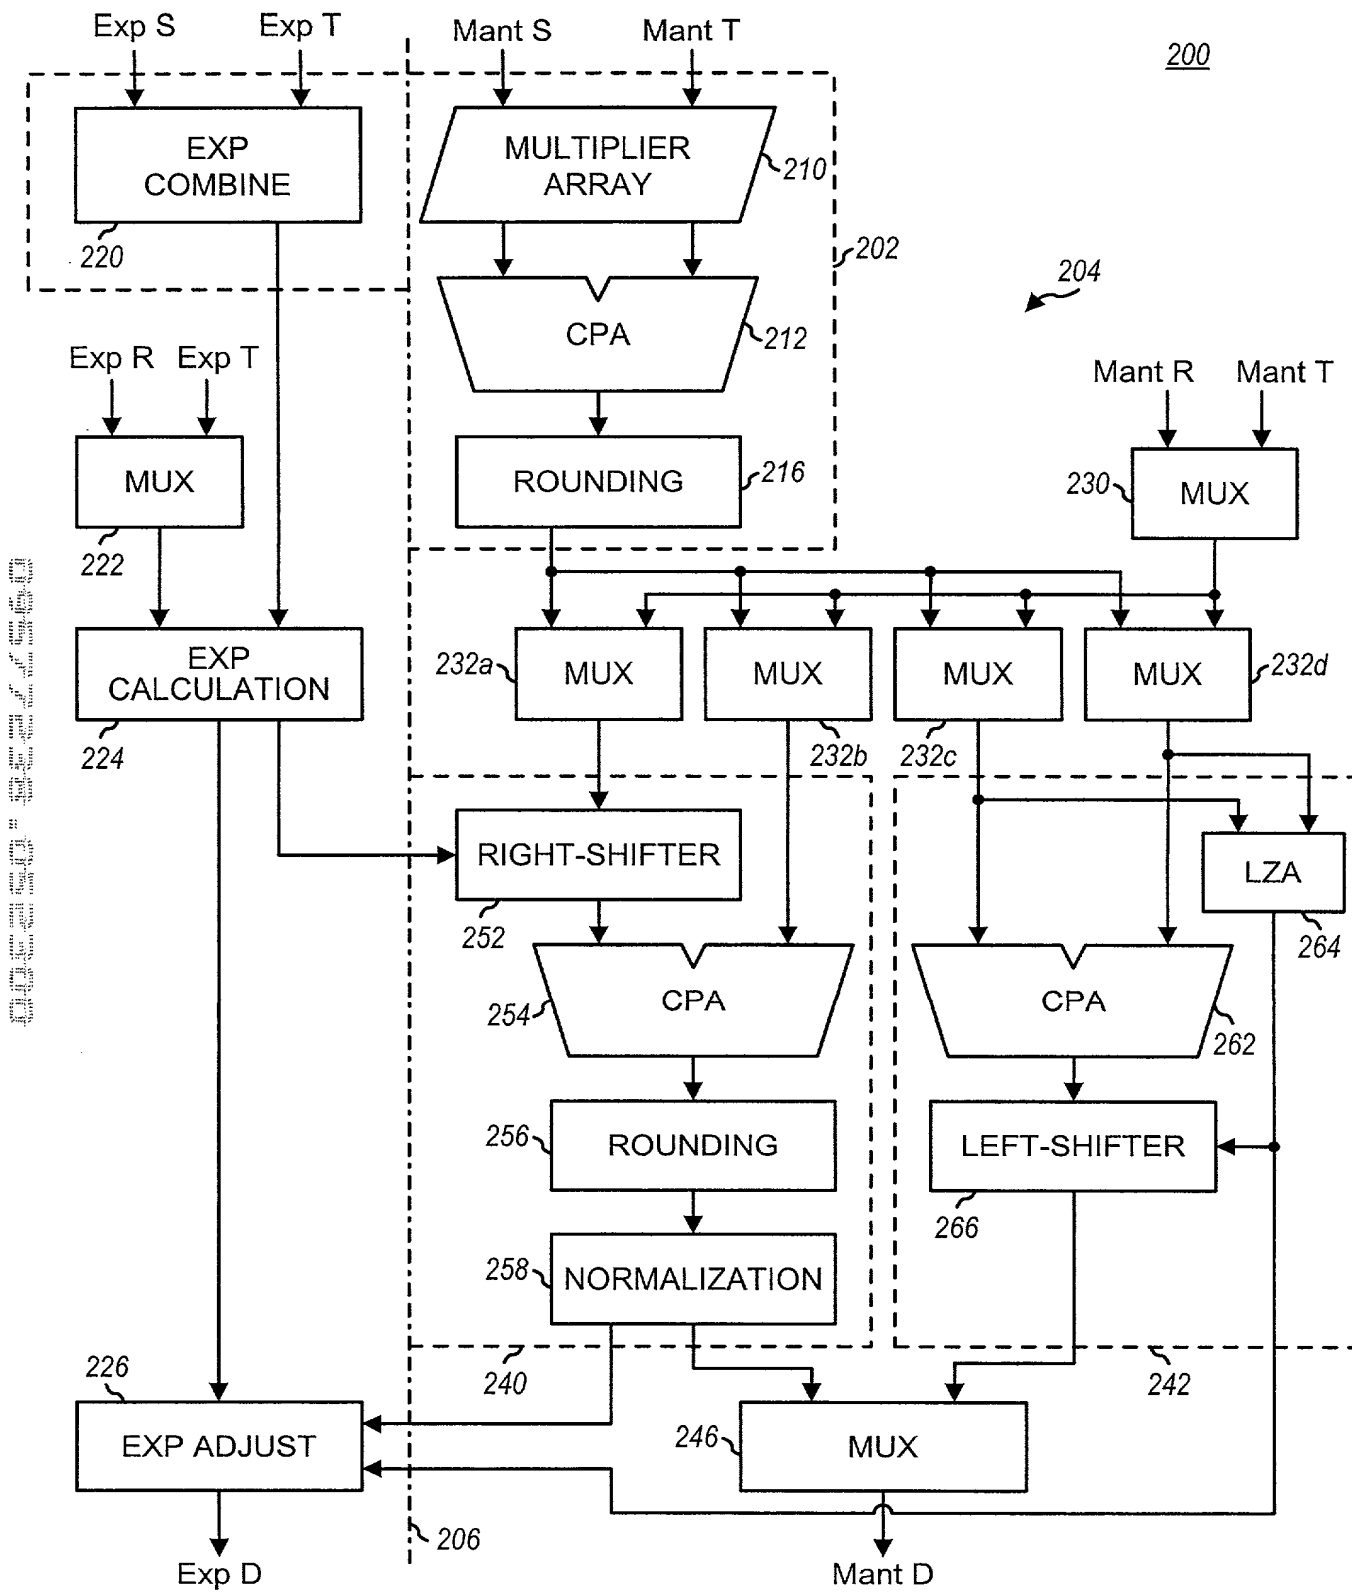 Exp S
Exp T
Mant S
Mant T
200
EXP
COMBINE
220
MULTIPLIER
ARRAY
210
202
204
CPA
212
Exp R
Exp T
Mant R
Mant T
MUX
222
ROUNDING
216
230
MUX
EXP
CALCULATION
224
232a
MUX
MUX
232b
MUX
232c
MUX
232d
RIGHT-SHIFTER
252
LZA
264
254
CPA
CPA
262
256
ROUNDING
LEFT-SHIFTER
266
258
NORMALIZATION
226
240
242
EXP ADJUST
246
MUX
206
Exp D
Mant D